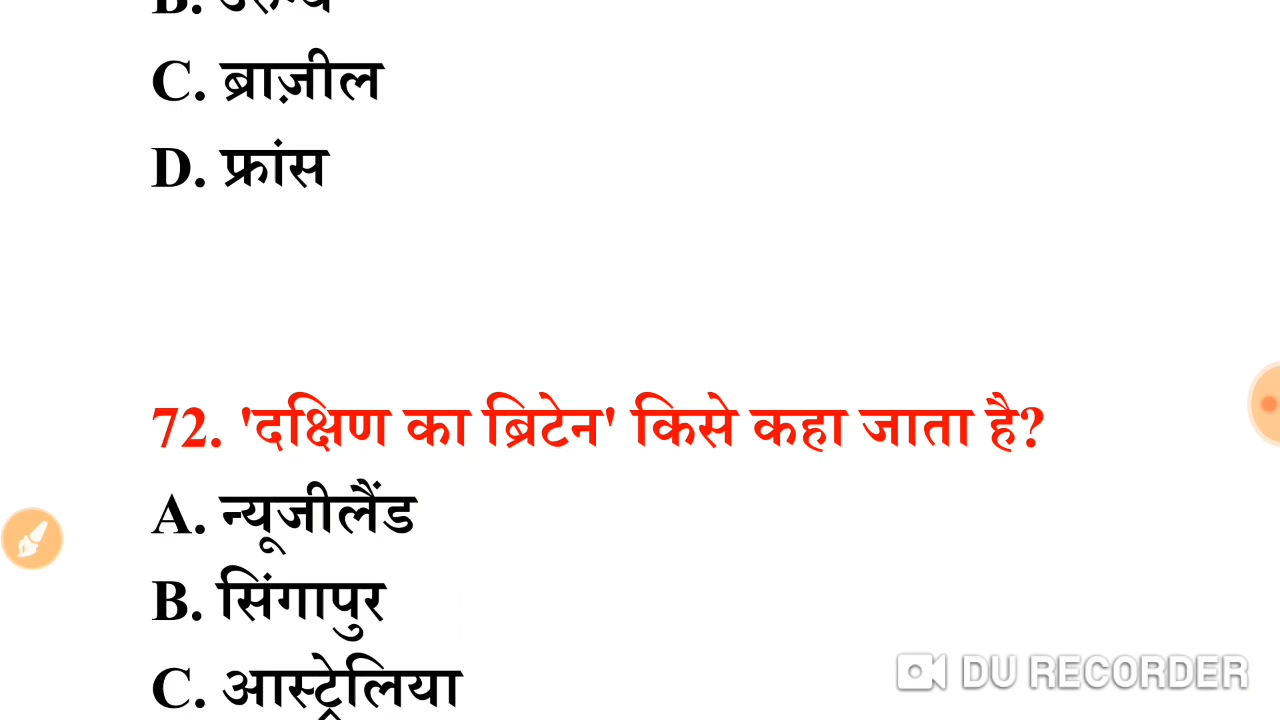 B.
C. ब्राज़ील
D. फ्रांस
72. 'दक्षिण का ब्रिटेन' किसे कहा जाता है?
A. न्यूजीलैंड
B. सिंगापुर
C. आस्ट्रेलिया
DU RECORDER